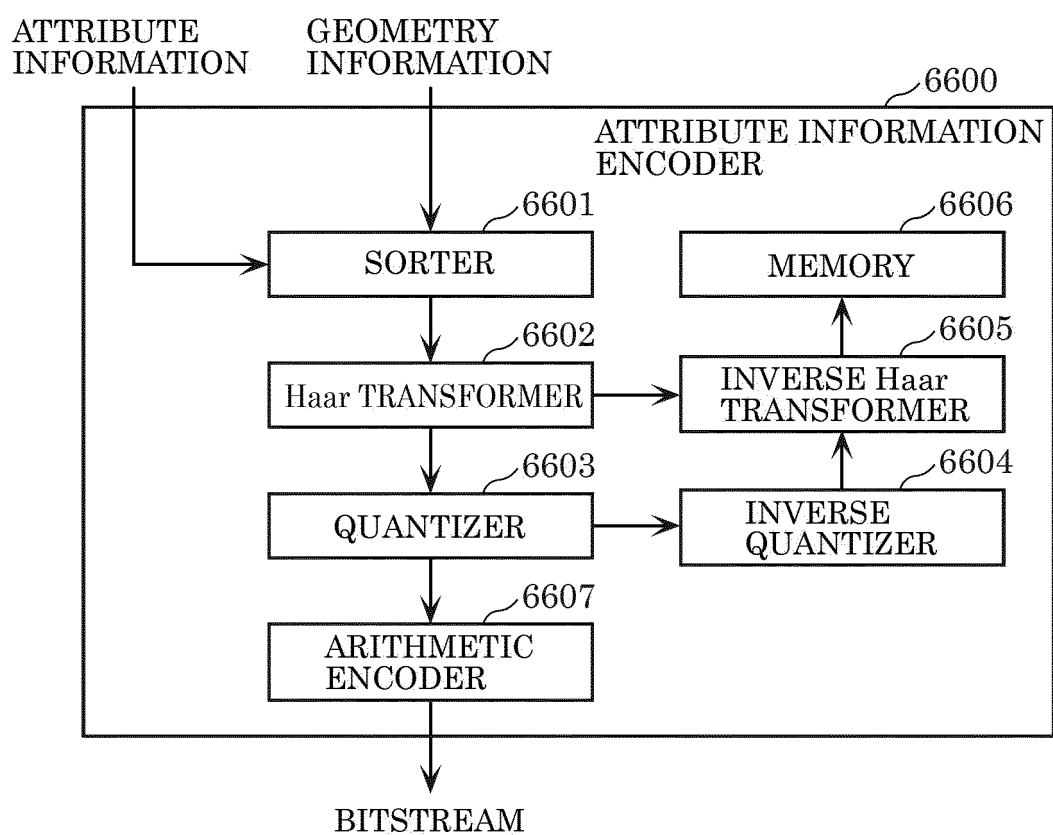 ATTRIBUTE
INFORMATION
GEOMETRY
INFORMATION
6600
ATTRIBUTE INFORMATION
ENCODER
6601
SORTER
6606
MEMORY
6602
Haar TRANSFORMER
6605
INVERSE Haar
TRANSFORMER
6603
QUANTIZER
6604
INVERSE
QUANTIZER
6607
ARITHMETIC
ENCODER
BITSTREAM